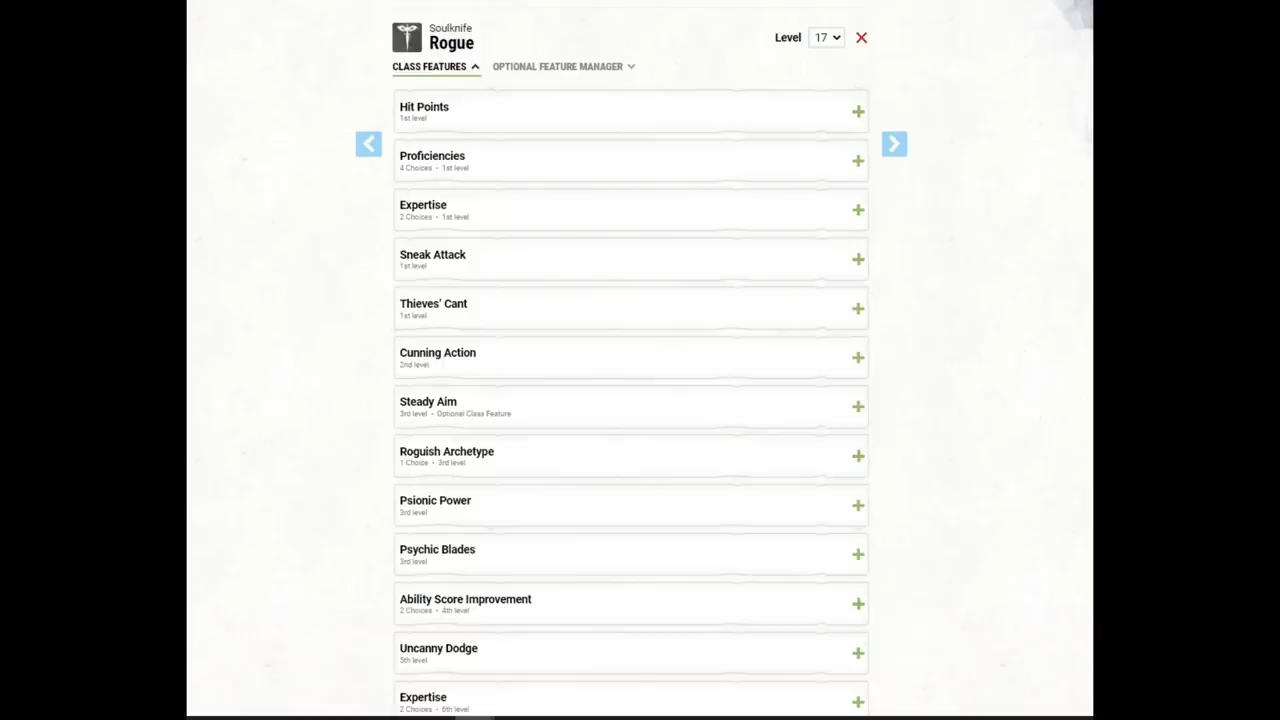 Soulknife
Rogue
Level 17
CLASS FEATURES
OPTIONAL FEATURE MANAGER
Hit Points
1st level
Proficiencies
4 Choices • 1st level
Expertise
2 Choices • 1st level
Sneak Attack
1st level
Thieves' Cant
1st level
Cunning Action
2nd level
Steady Aim
3rd level • Optional Class Feature
Roguish Archetype
1 Choice • 3rd level
Psionic Power
3rd level
Psychic Blades
3rd level
Ability Score Improvement
2 Choices • 4th level
Uncanny Dodge
5th level
Expertise
2 Choices • 6th level